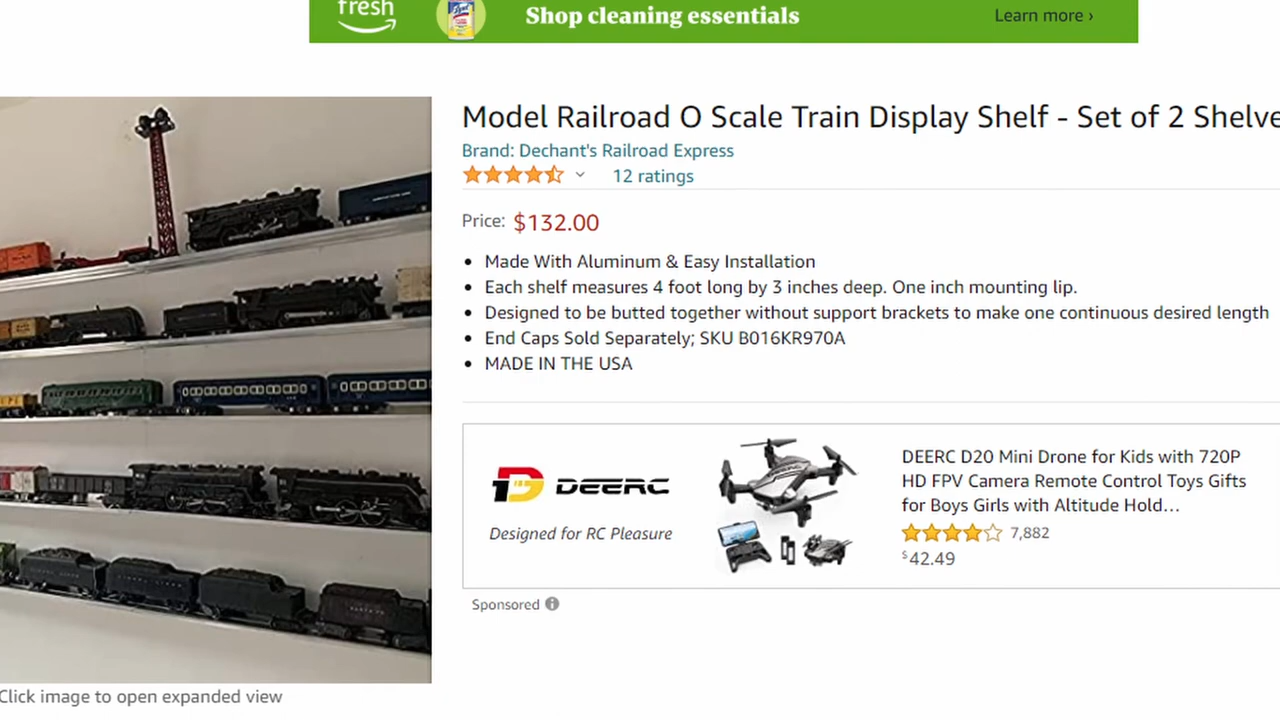 fresh
Shop cleaning essentials
Learn more ›
Model Railroad O Scale Train Display Shelf - Set of 2 Shelve
Brand: Dechant's Railroad Express
12 ratings
Price: $132.00
• Made With Aluminum & Easy Installation
• Each shelf measures 4 foot long by 3 inches deep. One inch mounting lip.
• Designed to be butted together without support brackets to make one continuous desired length
• End Caps Sold Separately; SKU B016KR970A
• MADE IN THE USA
DEERC
Designed for RC Pleasure
DEERC D20 Mini Drone for Kids with 720P
HD FPV Camera Remote Control Toys Gifts
for Boys Girls with Altitude Hold...
7,882
$42.49
Sponsored
Click image to open expanded view